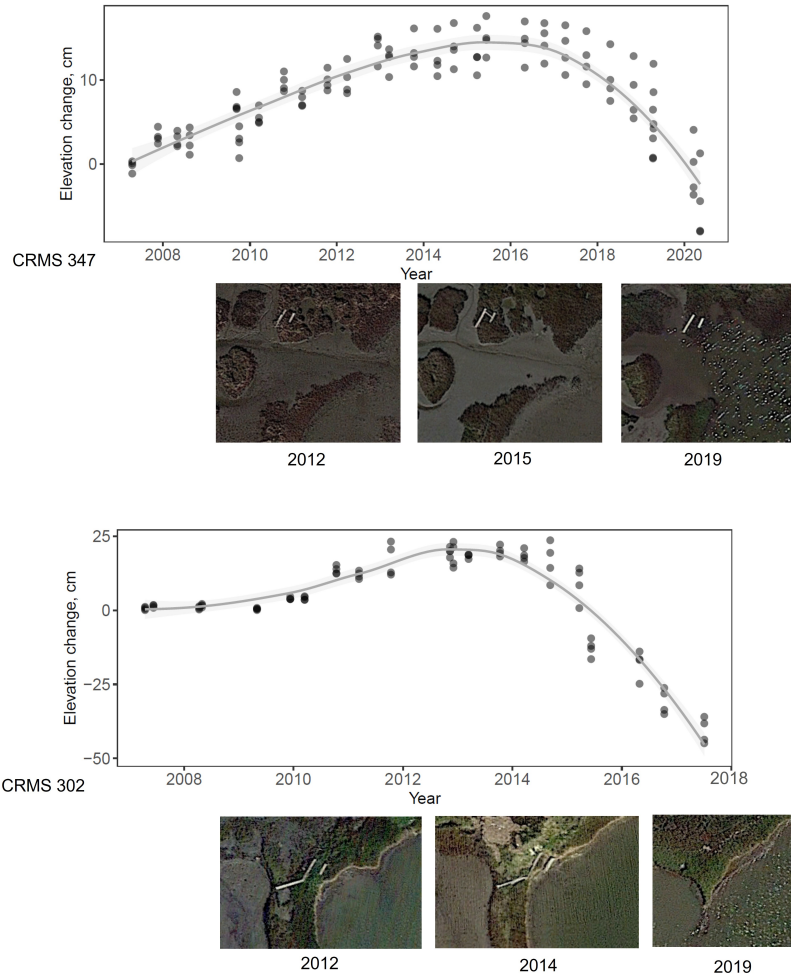 Elevation change, cm
10
0
2008 2010 2012 2014 2016 2018 2020
CRMS 347
Year
2012 2015 2019
Elevation change, cm
25
0
−25
−50
2008 2010 2012 2014 2016 2018
CRMS 302
Year
2012 2014 2019